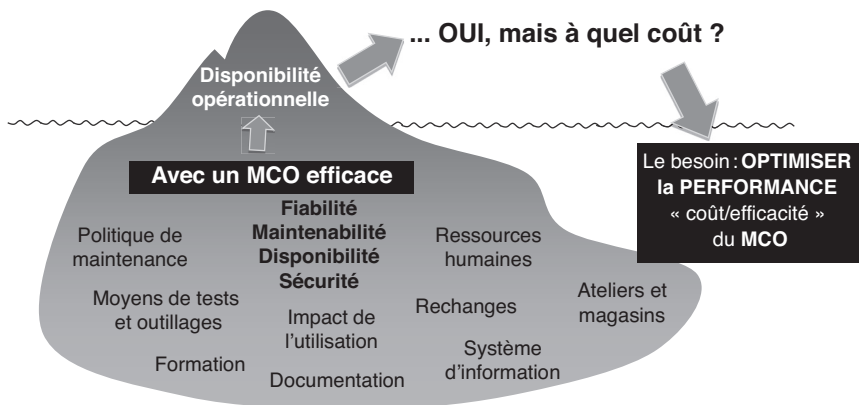 ... OUI, mais à quel coût ?
Disponibilité
opérationnelle
Avec un MCO efficace
Le besoin : OPTIMISER
la PERFORMANCE
« coût/efficacité »
du MCO
Fiabilité
Maintenabilité
Disponibilité
Sécurité
Politique de
maintenance
Ressources
humaines
Moyens de tests
et outillages
Impact de
l'utilisation
Rechanges
Ateliers et
magasins
Formation
Documentation
Système
d'information